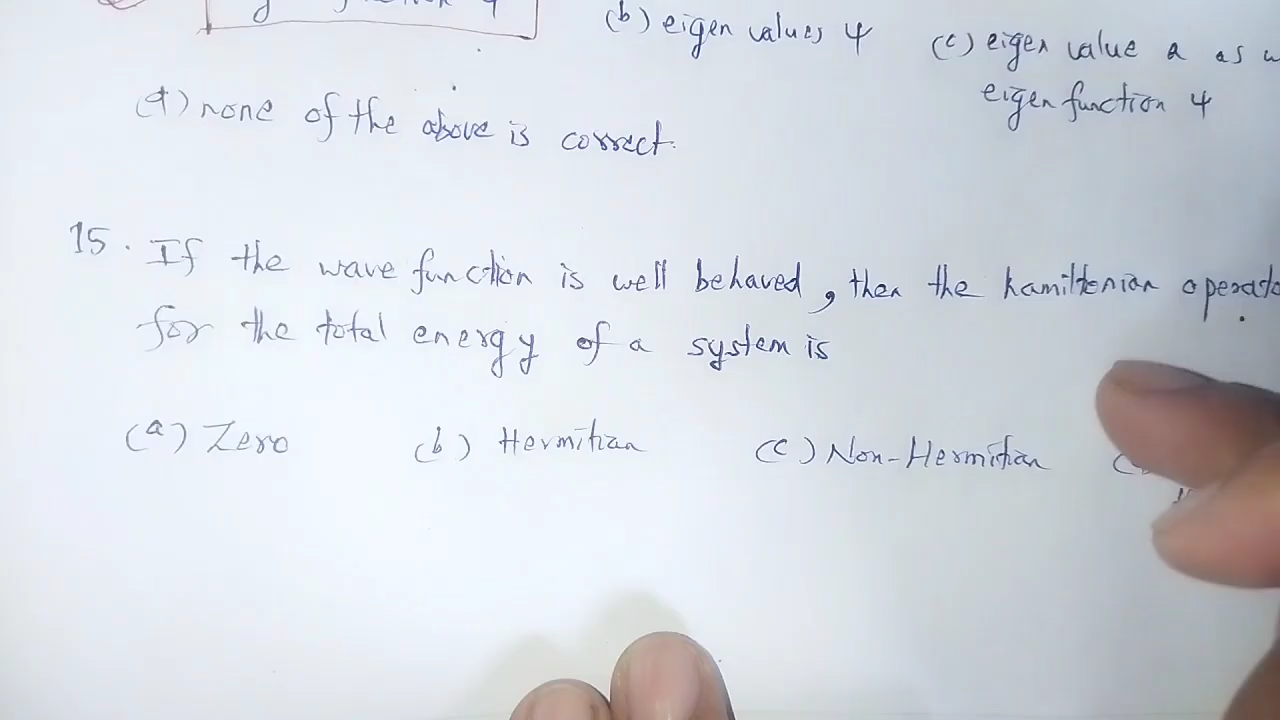 (b) eigen values ψ (c) eigen value a as
eigen function ψ
(d) none of the above is correct.
15. If the wave function is well behaved, then the hamiltonian
for the total energy of a system is
(a) Zero (b) Hermitian (c) Non-Hermitian